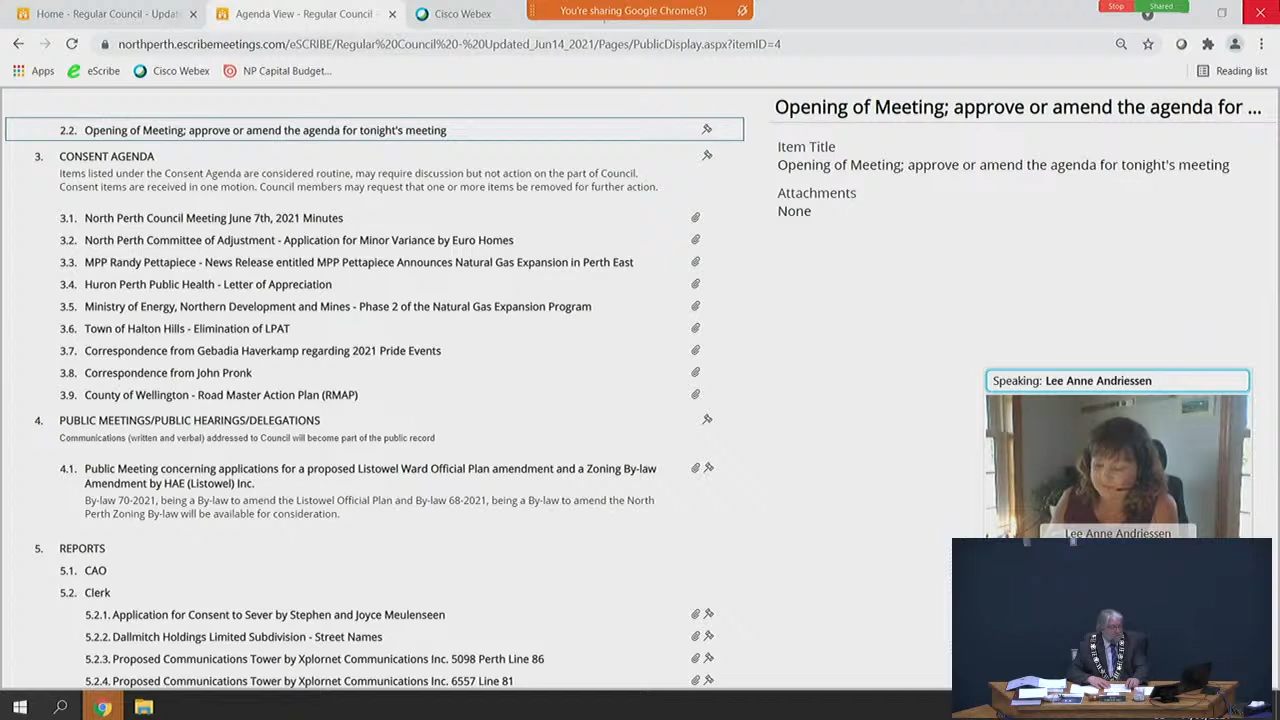 Home - Regular Council - Updat
Agenda View - Regular Council -
Cisco Webex
You're sharing Google Chrome(3)
Stop
Shared
northperth.escribemeetings.com/eSCRIBE/Regular%20Council%20-%20Updated_Jun14_2021/Pages/PublicDisplay.aspx?itemID=4
Apps
eScribe
Cisco Webex
NP Capital Budget...
Reading list
2.2. Opening of Meeting; approve or amend the agenda for tonight's meeting
3. CONSENT AGENDA
Items listed under the Consent Agenda are considered routine, may require discussion but not action on the part of Council.
Consent items are received in one motion. Council members may request that one or more items be removed for further action.
3.1. North Perth Council Meeting June 7th, 2021 Minutes
3.2. North Perth Committee of Adjustment - Application for Minor Variance by Euro Homes
3.3. MPP Randy Pettapiece - News Release entitled MPP Pettapiece Announces Natural Gas Expansion in Perth East
3.4. Huron Perth Public Health - Letter of Appreciation
3.5. Ministry of Energy, Northern Development and Mines - Phase 2 of the Natural Gas Expansion Program
3.6. Town of Halton Hills - Elimination of LPAT
3.7. Correspondence from Gebadia Haverkamp regarding 2021 Pride Events
3.8. Correspondence from John Pronk
3.9. County of Wellington - Road Master Action Plan (RMAP)
4. PUBLIC MEETINGS/PUBLIC HEARINGS/DELEGATIONS
Communications (written and verbal) addressed to Council will become part of the public record
4.1. Public Meeting concerning applications for a proposed Listowel Ward Official Plan amendment and a Zoning By-law
Amendment by HAE (Listowel) Inc.
By-law 70-2021, being a By-law to amend the Listowel Official Plan and By-law 68-2021, being a By-law to amend the North
Perth Zoning By-law will be available for consideration.
5. REPORTS
5.1. CAO
5.2. Clerk
5.2.1. Application for Consent to Sever by Stephen and Joyce Meulenseen
5.2.2. Dallmitch Holdings Limited Subdivision - Street Names
5.2.3. Proposed Communications Tower by Xplornet Communications Inc. 5098 Perth Line 86
5.2.4. Proposed Communications Tower by Xplornet Communications Inc. 6557 Line 81
Opening of Meeting; approve or amend the agenda for ...
Item Title
Opening of Meeting; approve or amend the agenda for tonight's meeting
Attachments
None
Speaking: Lee Anne Andriessen
Lee Anne Andriessen